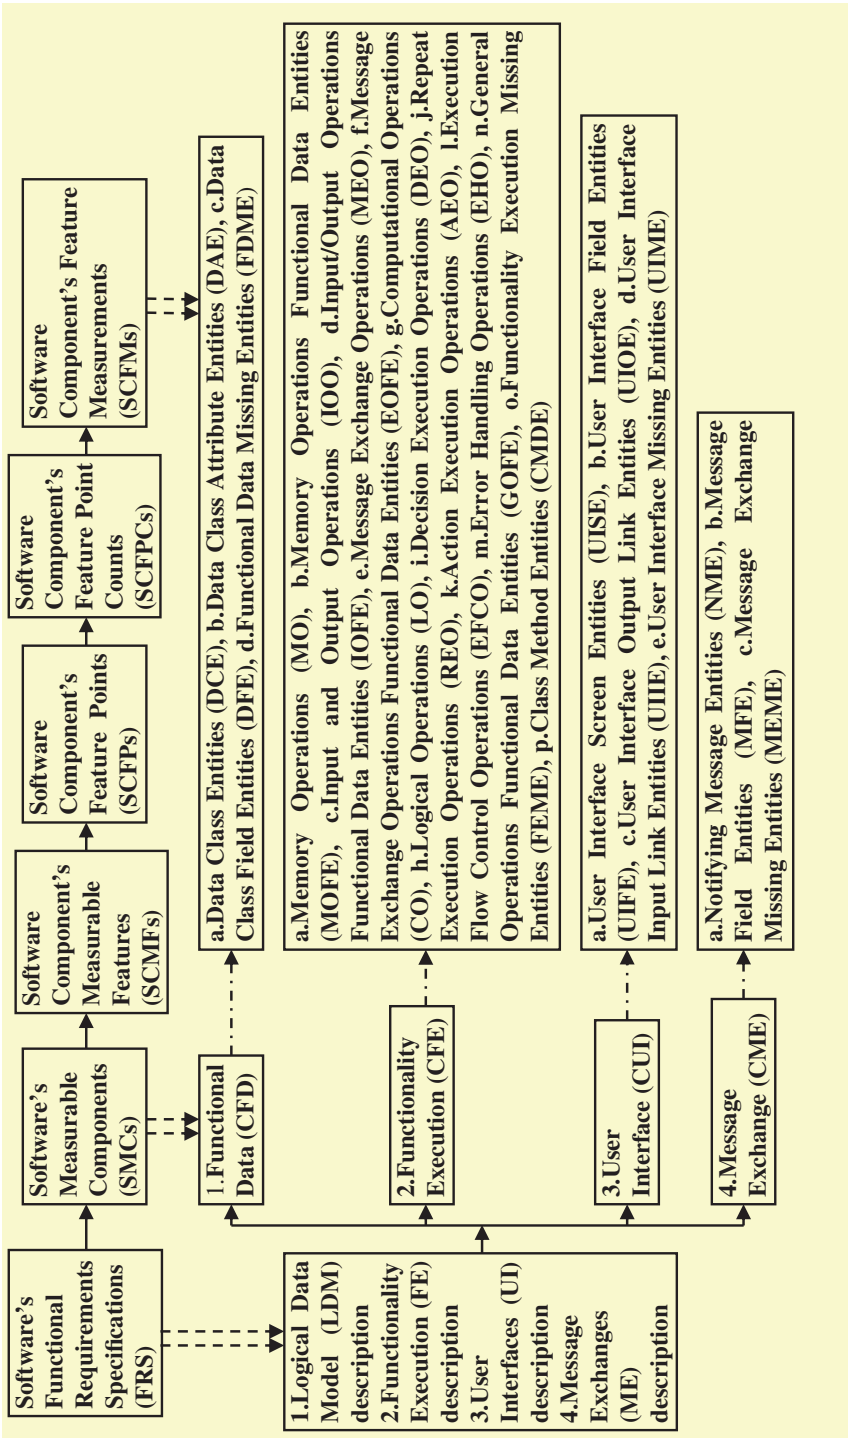 Software's
Functional
Requirements
Specifications
(FRS)
Software's
Measurable
Components
(SMCs)
Software
Component's
Measurable
Features
(SCMFs)
Software
Component's
Feature Points
(SCFPs)
Software
Component's
Feature Point
Counts
(SCFPCs)
Software
Component's Feature
Measurements
(SCFMs)
1.Logical Data
Model (LDM)
description
2.Functionality
Execution (FE)
description
3.User
Interfaces (UI)
description
4.Message
Exchanges
(ME)
description
1.Functional
Data (CFD)
a.Data Class Entities (DCE), b.Data Class Attribute Entities (DAE), c.Data
Class Field Entities (DFE), d.Functional Data Missing Entities (FDME)
2.Functionality
Execution (CFE)
a.Memory Operations (MO), b.Memory Operations Functional Data Entities
(MOFE), c.Input and Output Operations (IOO), d.Input/Output Operations
Functional Data Entities (IOFE), e.Message Exchange Operations (MEO), f.Message
Exchange Operations Functional Data Entities (EOFE), g.Computational Operations
(CO), h.Logical Operations (LO), i.Decision Execution Operations (DEO), j.Repeat
Execution Operations (REO), k.Action Execution Operations (AEO), l.Execution
Flow Control Operations (EFCO), m.Error Handling Operations (EHO), n.General
Operations Functional Data Entities (GOFE), o.Functionality Execution Missing
Entities (FEME), p.Class Method Entities (CMDE)
3.User
Interface (CUI)
a.User Interface Screen Entities (UISE), b.User Interface Field Entities
(UIFE), c.User Interface Output Link Entities (UIOE), d.User Interface
Input Link Entities (UIIE), e.User Interface Missing Entities (UIME)
4.Message
Exchange (CME)
a.Notifying Message Entities (NME), b.Message
Field Entities (MFE), c.Message Exchange
Missing Entities (MEME)